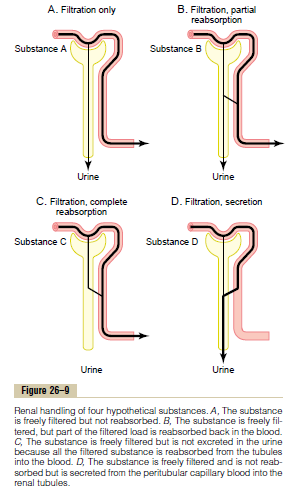 A. Filtration only
B. Filtration, partial
reabsorption
Substance A
Substance B
Urine
Urine
C. Filtration, complete
reabsorption
D. Filtration, secretion
Substance C
Substance D
Urine
Urine
Figure 26–9
Renal handling of four hypothetical substances. A, The substance
is freely filtered but not reabsorbed. B, The substance is freely fil-
tered, but part of the filtered load is reabsorbed back in the blood.
C, The substance is freely filtered but is not excreted in the urine
because all the filtered substance is reabsorbed from the tubules
into the blood. D, The substance is freely filtered and is not reab-
sorbed but is secreted from the peritubular capillary blood into the
renal tubules.